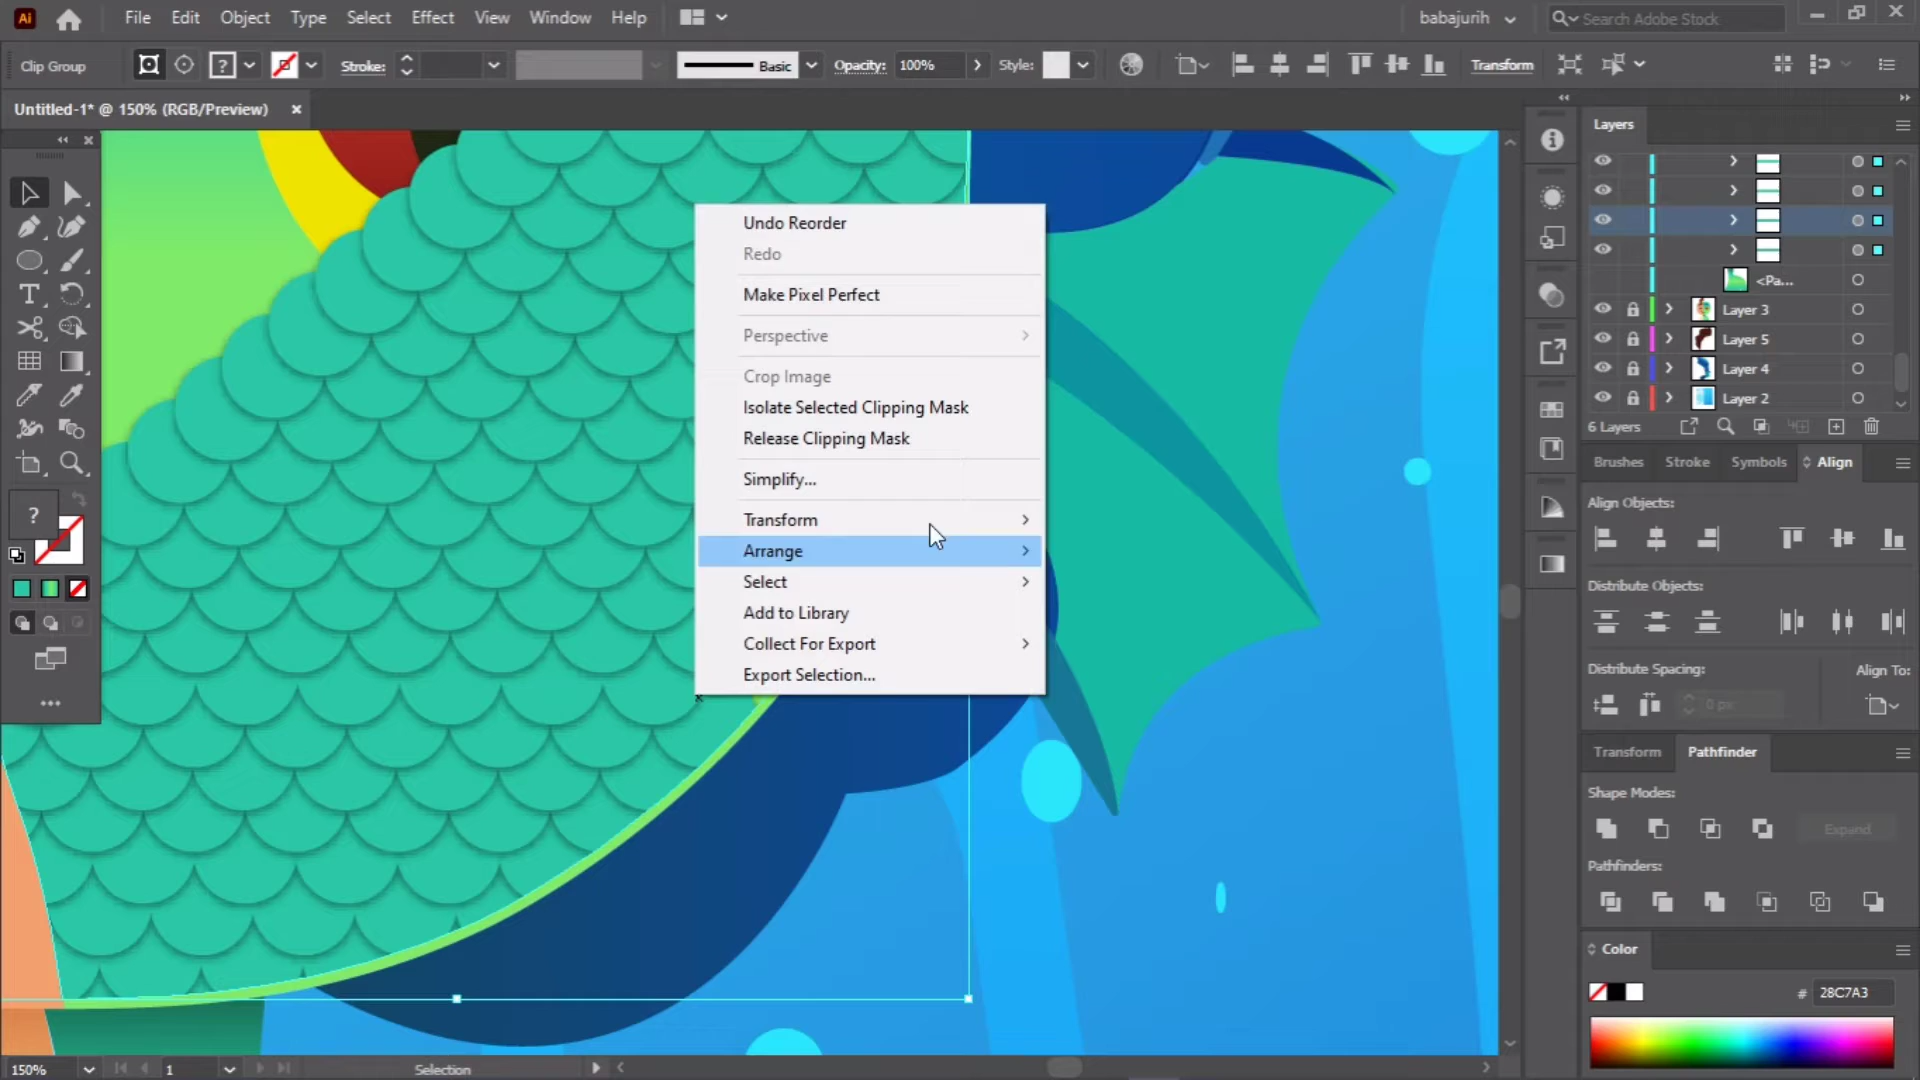 Ai File Edit Object Type Select Effect View Window Help babajurih Search Adobe Stock
Clip Group ? Stroke: Basic Opacity: 100% Style: Transform
Untitled-1* @ 150% (RGB/Preview)
Layers
<Pa...
Layer 3
Layer 5
Layer 4
Layer 2
6 Layers
Undo Reorder
Redo
Make Pixel Perfect
Perspective
Crop Image
Isolate Selected Clipping Mask
Release Clipping Mask
Simplify...
Transform
Arrange
Select
Add to Library
Collect For Export
Export Selection...
?
Brushes Stroke Symbols Align
Align Objects:
Distribute Objects:
Distribute Spacing: Align To:
0 px
Transform Pathfinder
Shape Modes:
Expand
Pathfinders:
Color
# 28C7A3
150% 1 Selection